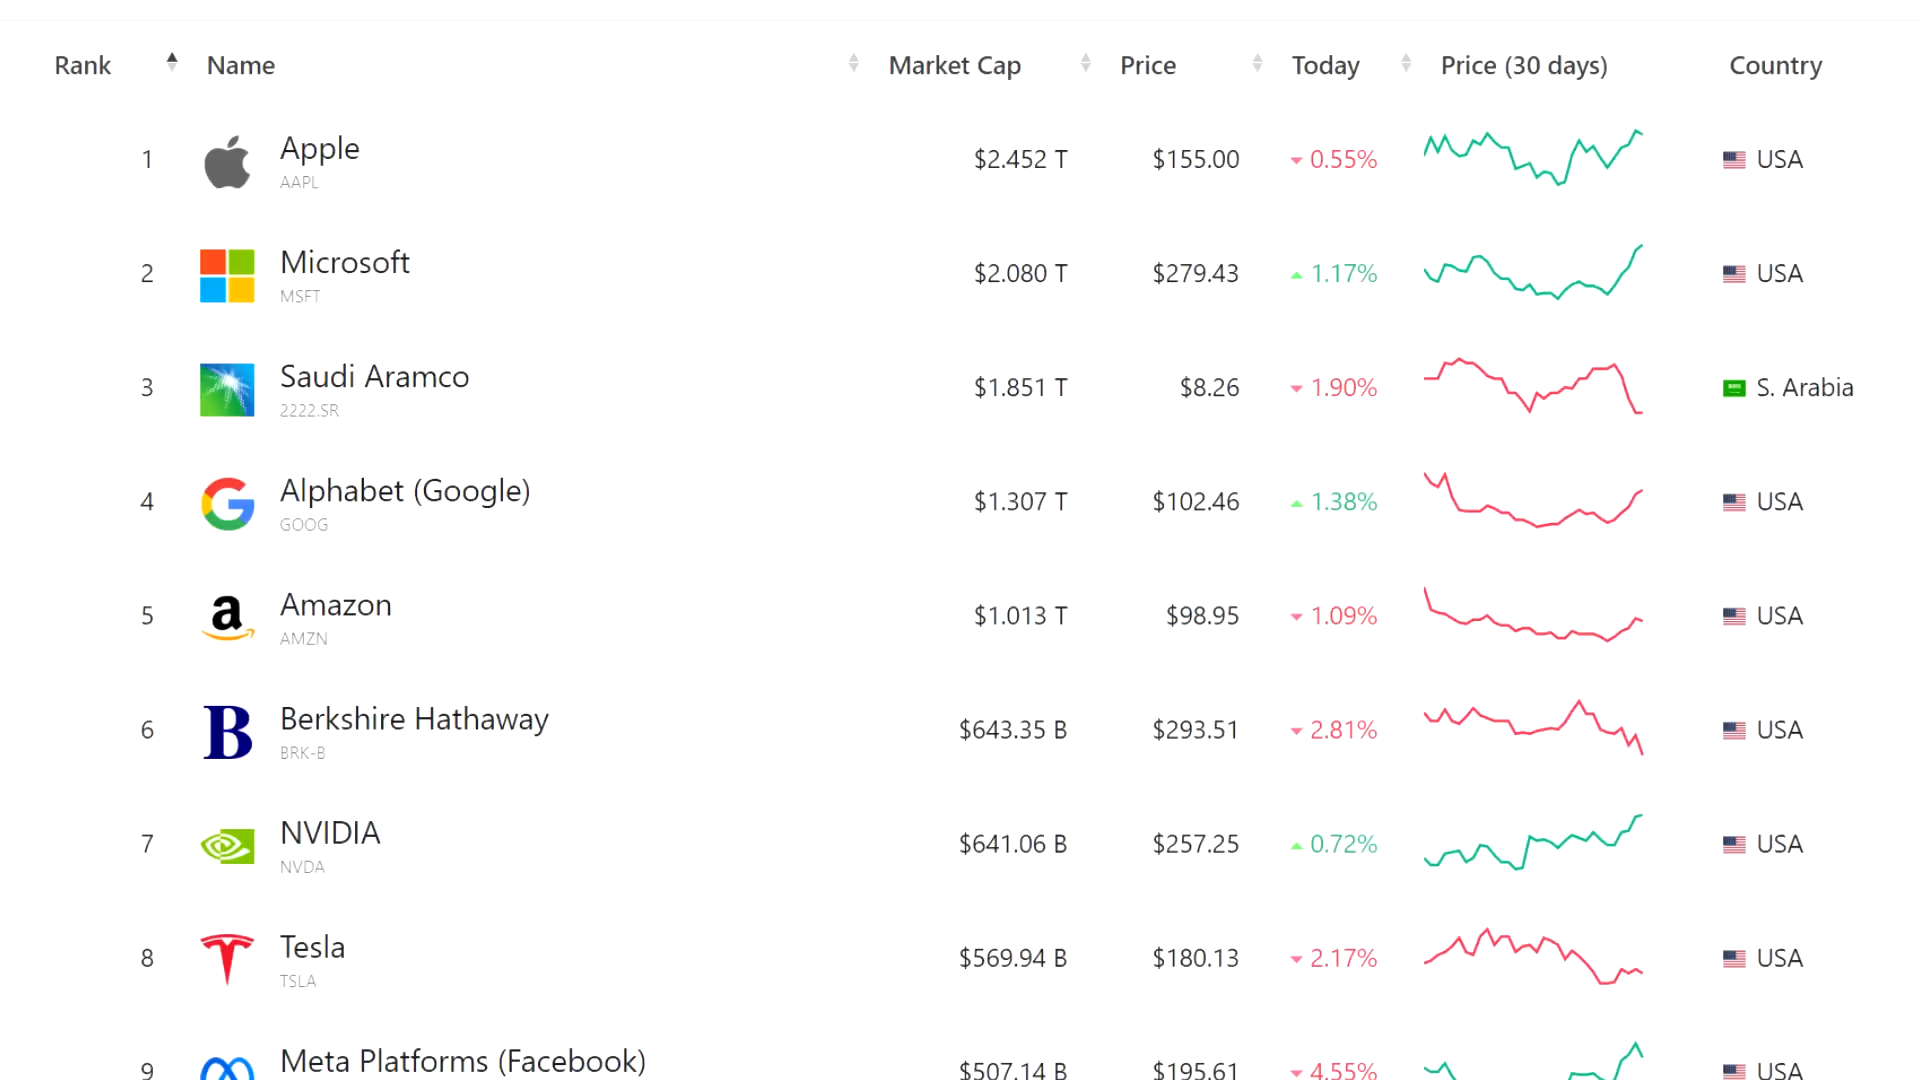 Rank Name Market Cap Price Today Price (30 days) Country
1 Apple $2.452 T $155.00 0.55% USA
AAPL
2 Microsoft $2.080 T $279.43 1.17% USA
MSFT
3 Saudi Aramco $1.851 T $8.26 1.90% S. Arabia
2222.SR
4 Alphabet (Google) $1.307 T $102.46 1.38% USA
GOOG
5 Amazon $1.013 T $98.95 1.09% USA
AMZN
6 Berkshire Hathaway $643.35 B $293.51 2.81% USA
BRK-B
7 NVIDIA $641.06 B $257.25 0.72% USA
NVDA
8 Tesla $569.94 B $180.13 2.17% USA
TSLA
9 Meta Platforms (Facebook) $507.14 B $195.61 4.55% USA